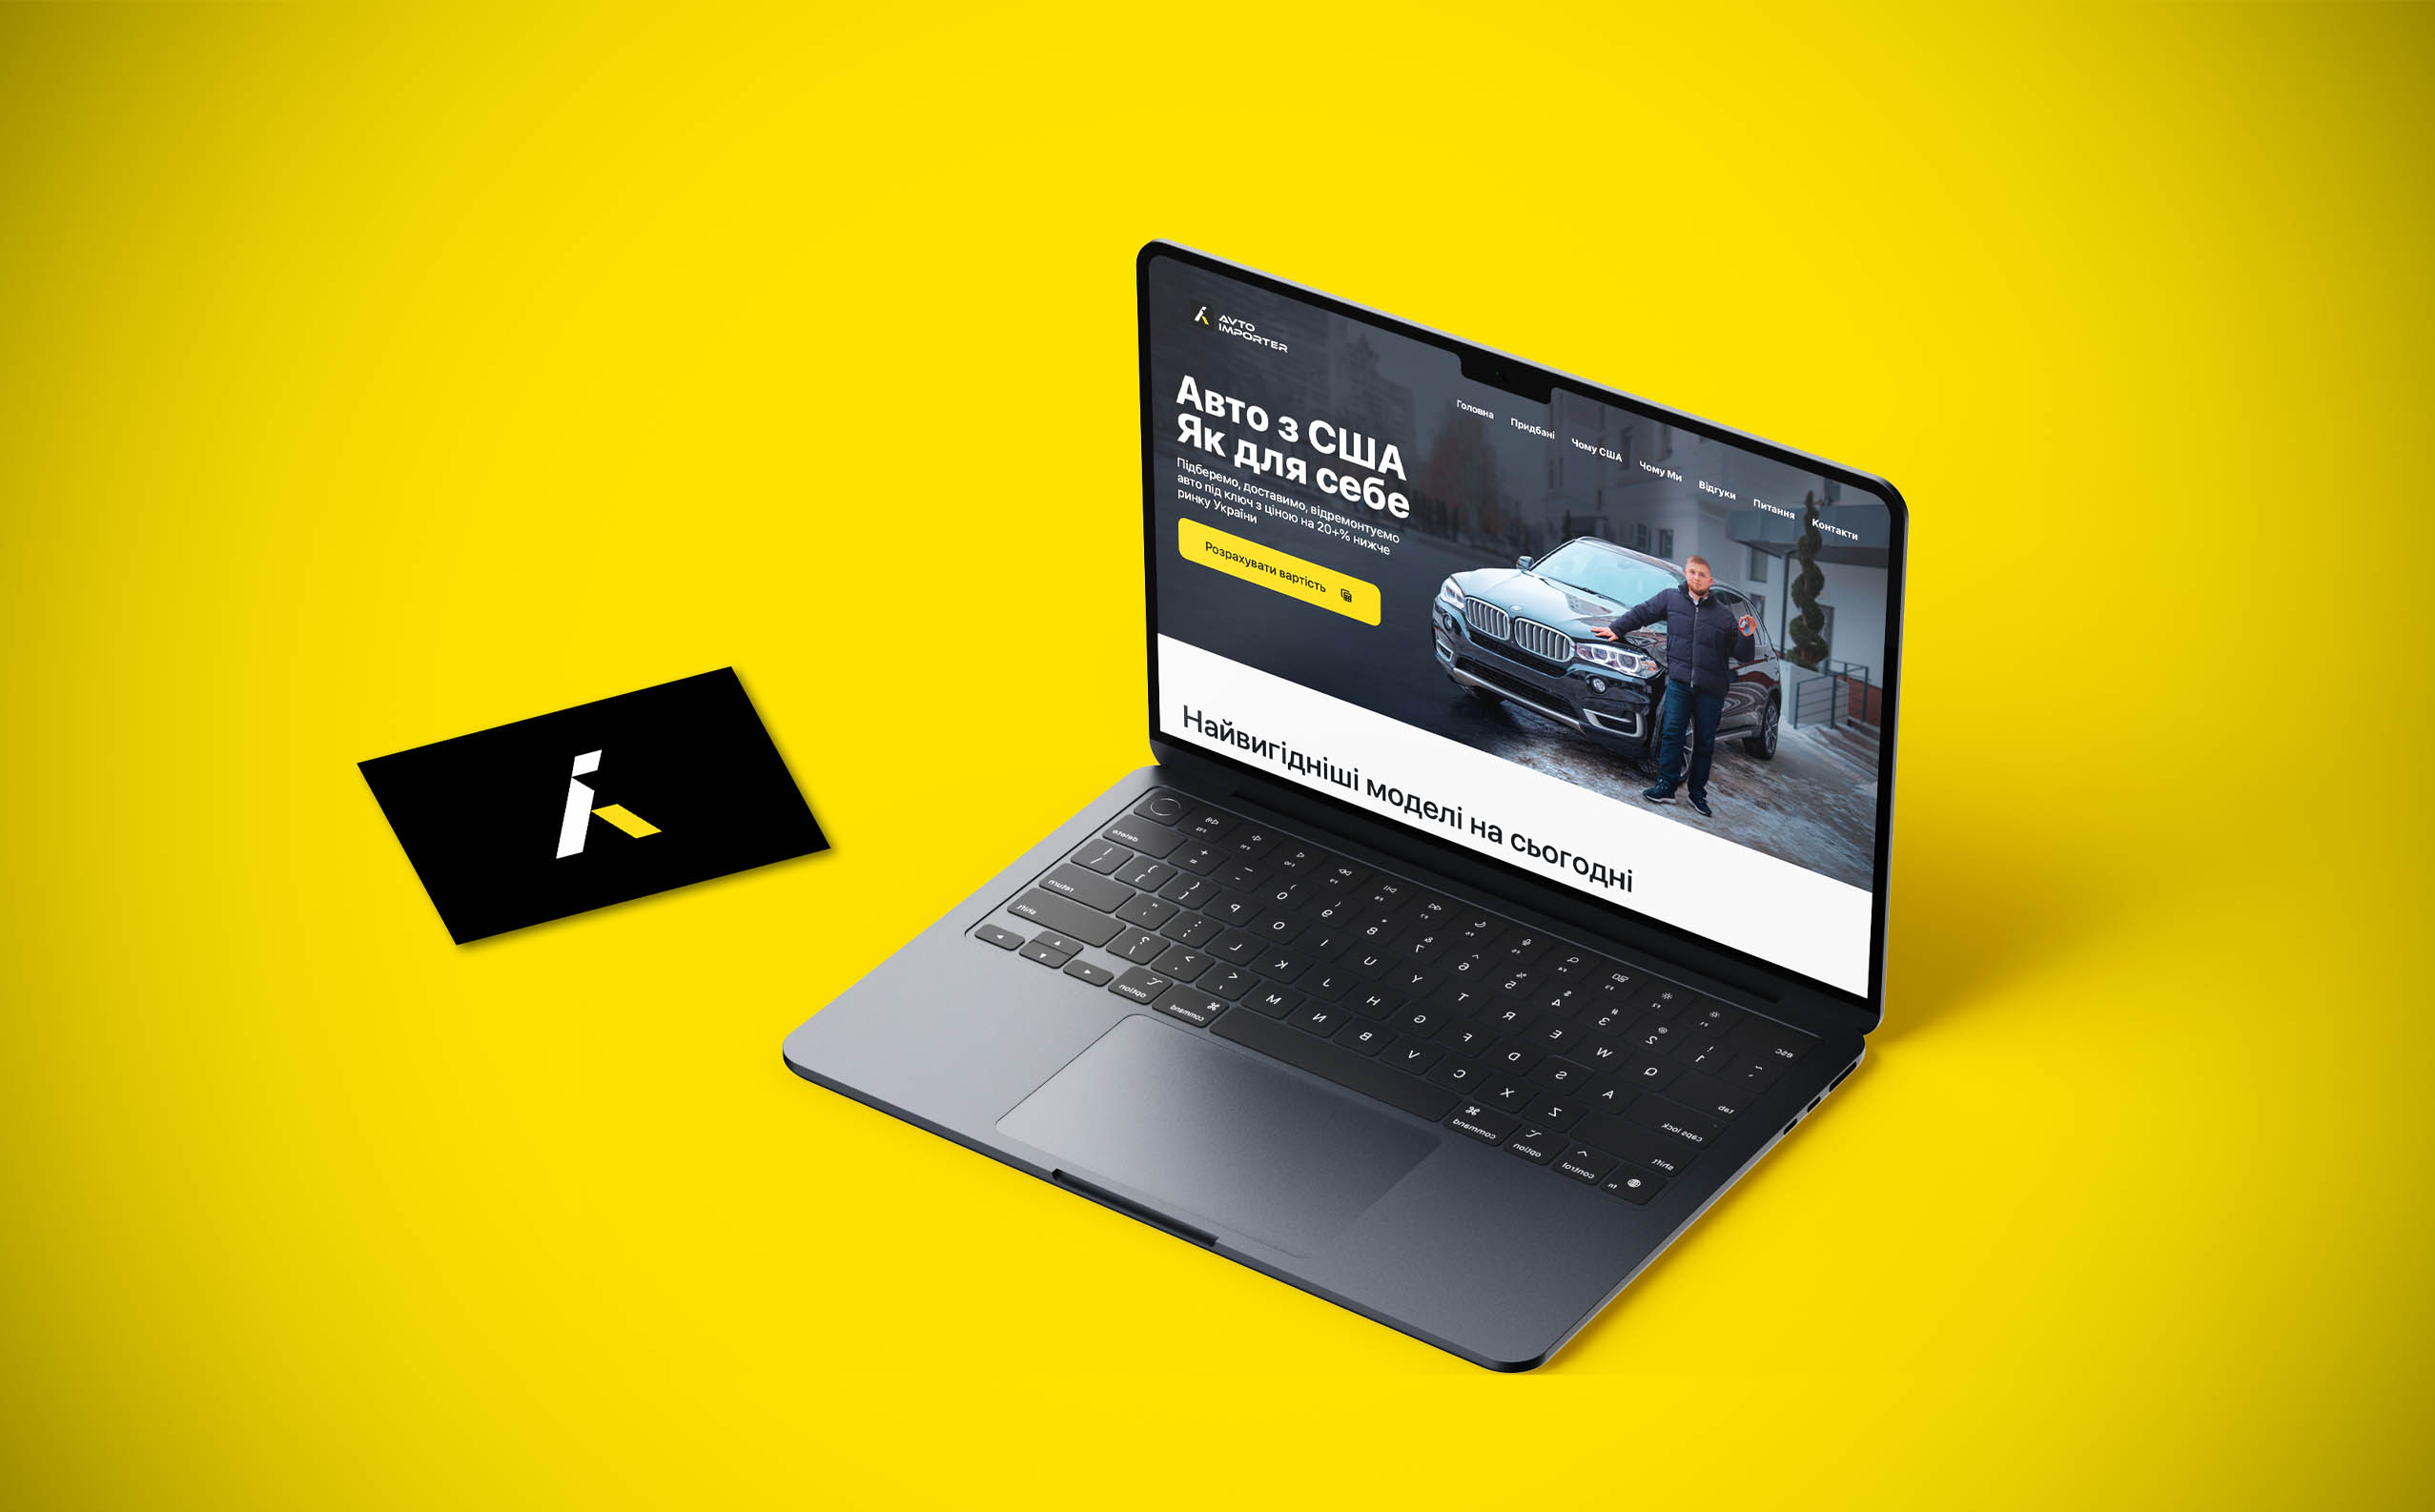 AVTO
IMPORTER
Головна
Придбані
Чому США
Чому Ми
Відгуки
Питання
Контакти
Авто з США
Як для себе
Підберемо, доставимо, відремонтуємо
авто під ключ з ціною на 20+% нижче
ринку України
Розрахувати вартість
Найвигідніші моделі на сьогодні